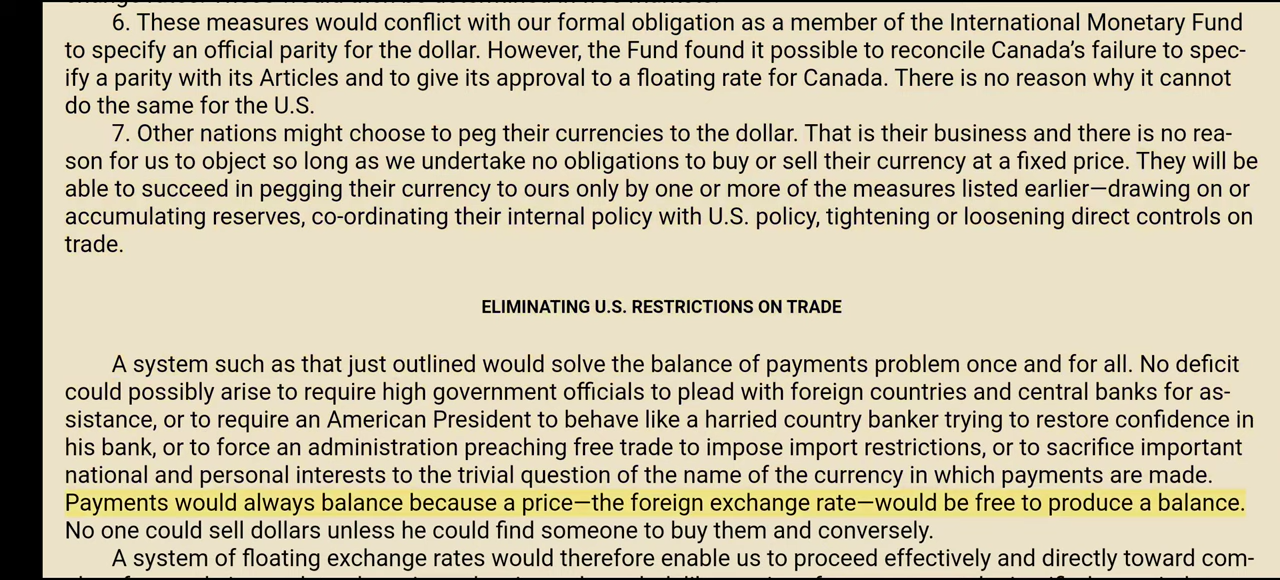 6. These measures would conflict with our formal obligation as a member of the International Monetary Fund
to specify an official parity for the dollar. However, the Fund found it possible to reconcile Canada’s failure to spec-
ify a parity with its Articles and to give its approval to a floating rate for Canada. There is no reason why it cannot
do the same for the U.S.
7. Other nations might choose to peg their currencies to the dollar. That is their business and there is no rea-
son for us to object so long as we undertake no obligations to buy or sell their currency at a fixed price. They will be
able to succeed in pegging their currency to ours only by one or more of the measures listed earlier—drawing on or
accumulating reserves, co-ordinating their internal policy with U.S. policy, tightening or loosening direct controls on
trade.
ELIMINATING U.S. RESTRICTIONS ON TRADE
A system such as that just outlined would solve the balance of payments problem once and for all. No deficit
could possibly arise to require high government officials to plead with foreign countries and central banks for as-
sistance, or to require an American President to behave like a harried country banker trying to restore confidence in
his bank, or to force an administration preaching free trade to impose import restrictions, or to sacrifice important
national and personal interests to the trivial question of the name of the currency in which payments are made.
Payments would always balance because a price—the foreign exchange rate—would be free to produce a balance.
No one could sell dollars unless he could find someone to buy them and conversely.
A system of floating exchange rates would therefore enable us to proceed effectively and directly toward com-